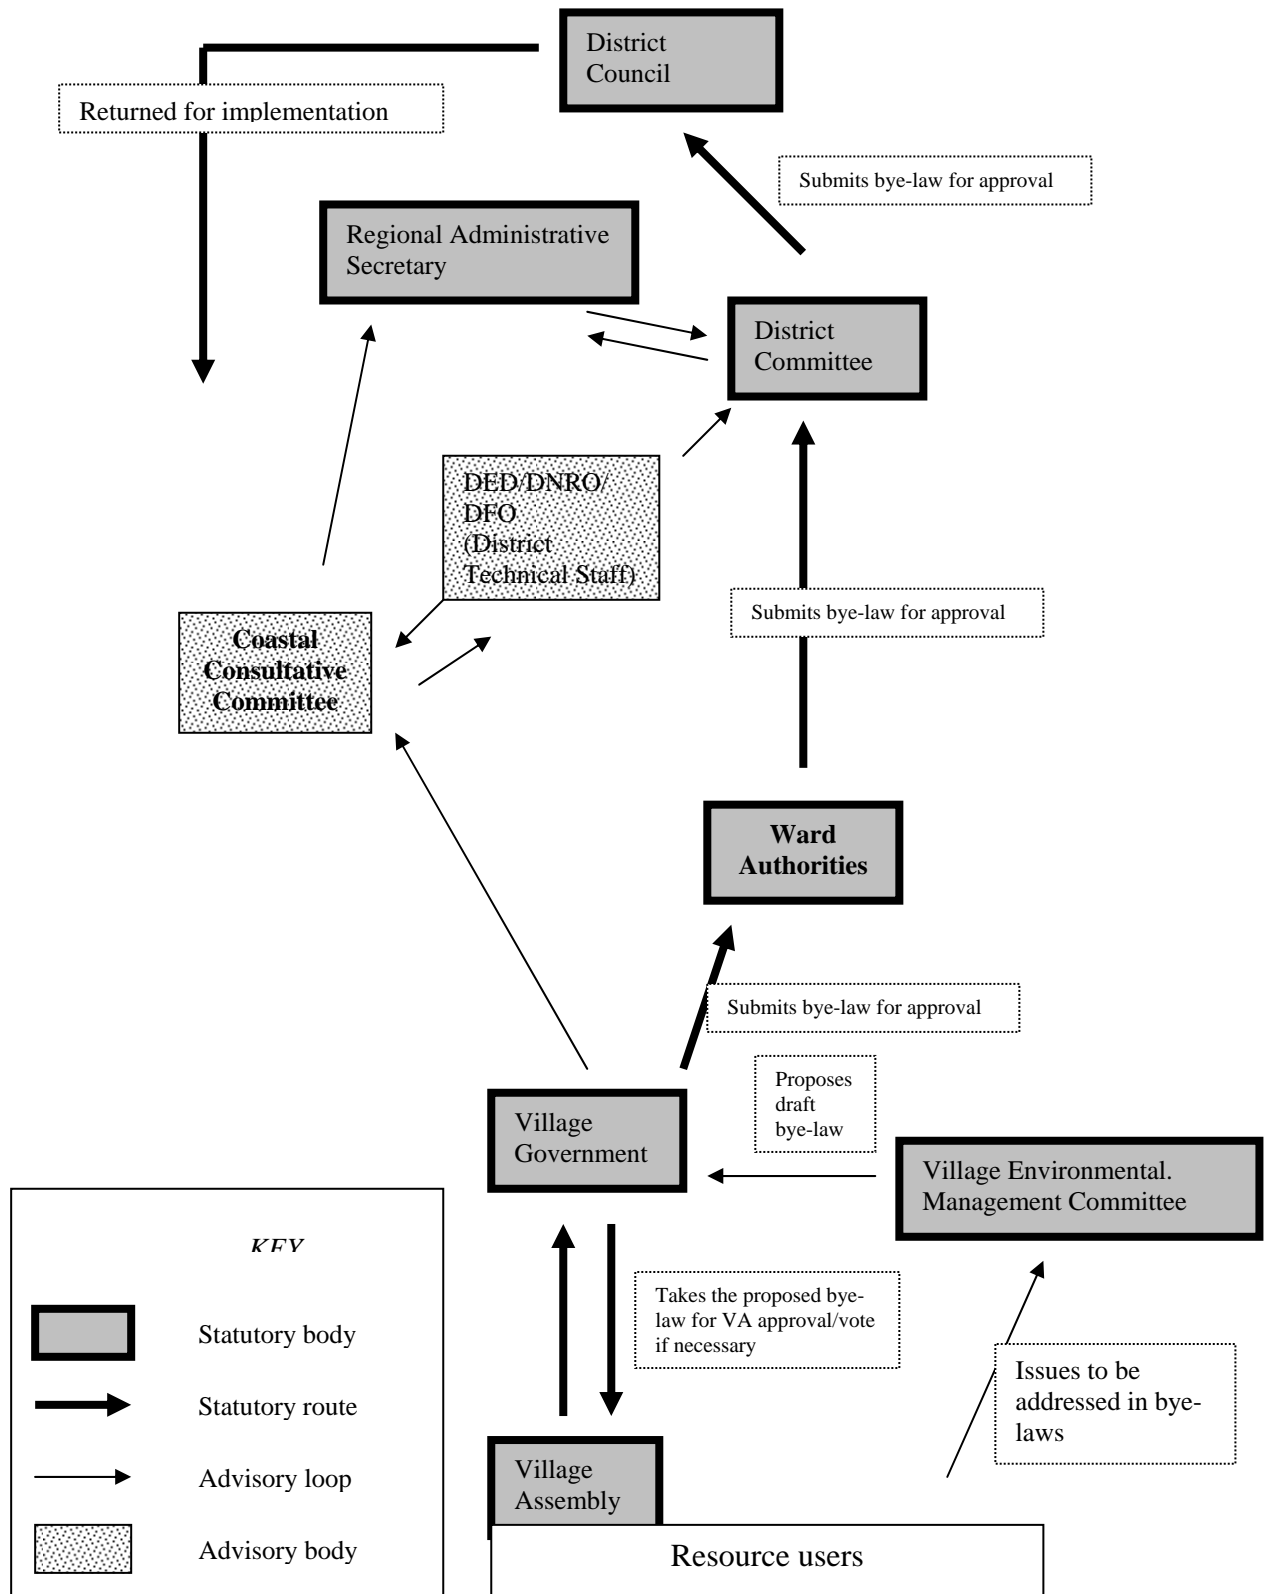 District
Council
Returned for implementation
Submits bye-law for approval
Regional Administrative
Secretary
District
Committee
DED/DNRO/
DFO
(District
Technical Staff)
Submits bye-law for approval
Coastal
Consultative
Committee
Ward
Authorities
Submits bye-law for approval
Proposes
draft
bye-law
Village
Government
Village Environmental.
Management Committee
Takes the proposed bye-
law for VA approval/vote
if necessary
Issues to be
addressed in bye-
laws
Village
Assembly
Resource users
KEY
Statutory body
Statutory route
Advisory loop
Advisory body